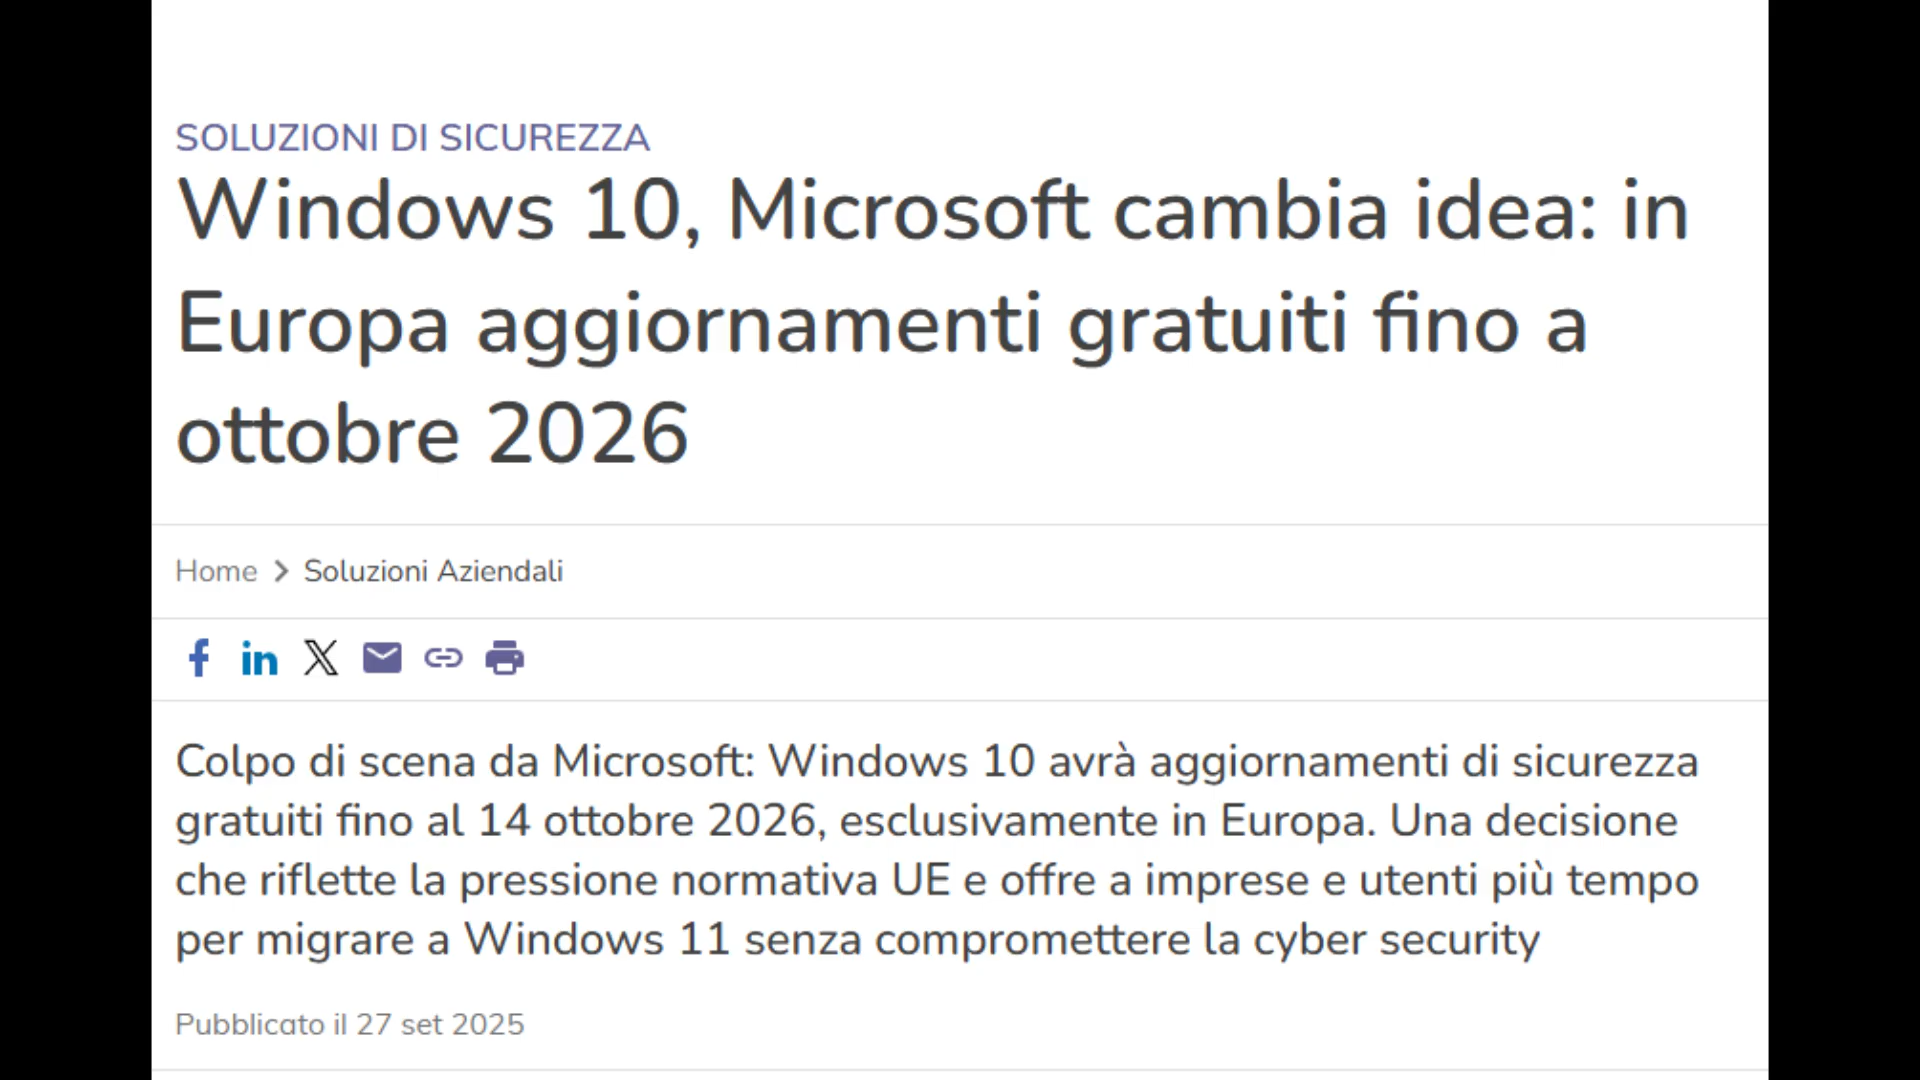 SOLUZIONI DI SICUREZZA
Windows 10, Microsoft cambia idea: in
Europa aggiornamenti gratuiti fino a
ottobre 2026
Home > Soluzioni Aziendali
Colpo di scena da Microsoft: Windows 10 avrà aggiornamenti di sicurezza
gratuiti fino al 14 ottobre 2026, esclusivamente in Europa. Una decisione
che riflette la pressione normativa UE e offre a imprese e utenti più tempo
per migrare a Windows 11 senza compromettere la cyber security
Pubblicato il 27 set 2025